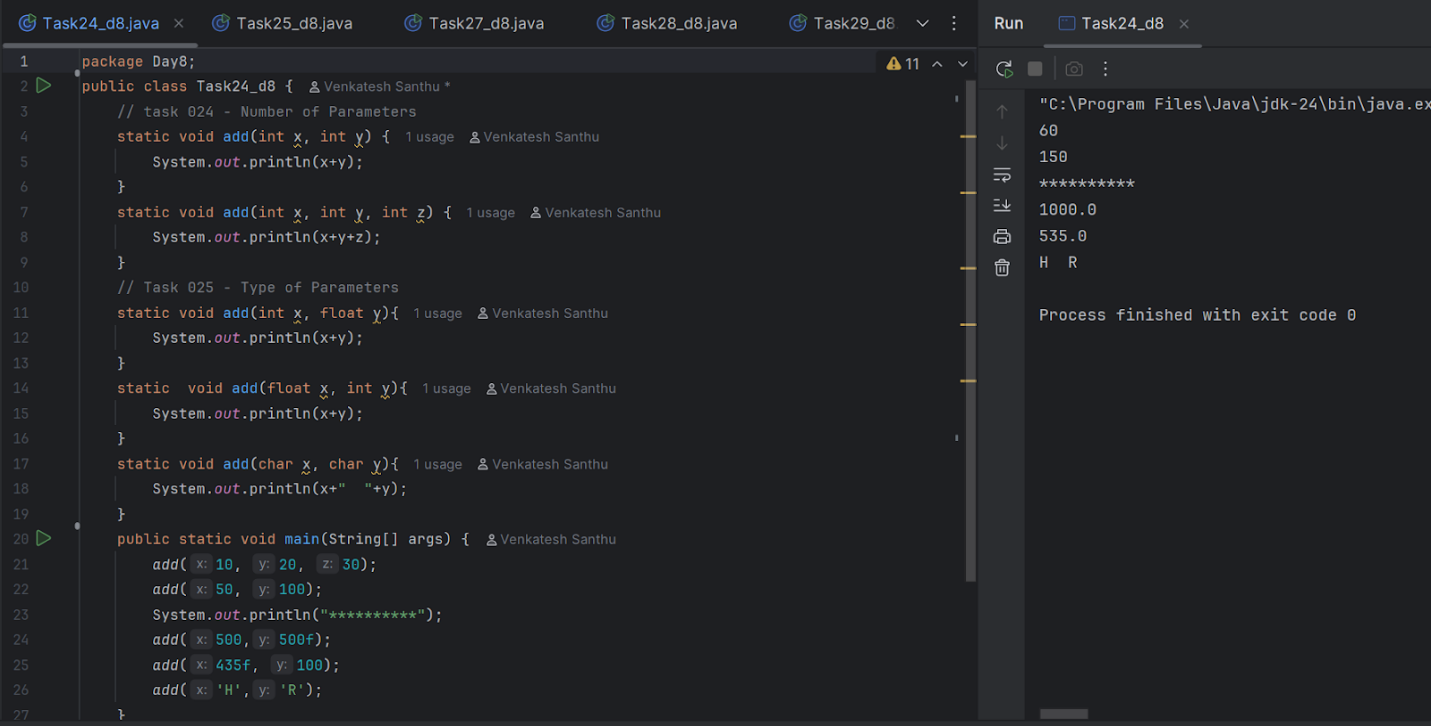 Task24_d8.java Task25_d8.java Task27_d8.java Task28_d8.java Task29_d8
Run Task24_d8
11
1 package Day8;
2 public class Task24_d8 { Venkatesh Santhu *
3 // task 024 - Number of Parameters
4 static void add(int x, int y) { 1 usage Venkatesh Santhu
5 System.out.println(x+y);
6 }
7 static void add(int x, int y, int z) { 1 usage Venkatesh Santhu
8 System.out.println(x+y+z);
9 }
10 // Task 025 - Type of Parameters
11 static void add(int x, float y){ 1 usage Venkatesh Santhu
12 System.out.println(x+y);
13 }
14 static  void add(float x, int y){ 1 usage Venkatesh Santhu
15 System.out.println(x+y);
16 }
17 static void add(char x, char y){ 1 usage Venkatesh Santhu
18 System.out.println(x+"  "+y);
19 }
20 public static void main(String[] args) { Venkatesh Santhu
21 add( x: 10, y: 20, z: 30);
22 add( x: 50, y: 100);
23 System.out.println("**********");
24 add( x: 500, y: 500f);
25 add( x: 435f, y: 100);
26 add( x: 'H', y: 'R');
27 }
"C:\Program Files\Java\jdk-24\bin\java.ex
60
150
**********
1000.0
535.0
H  R
Process finished with exit code 0